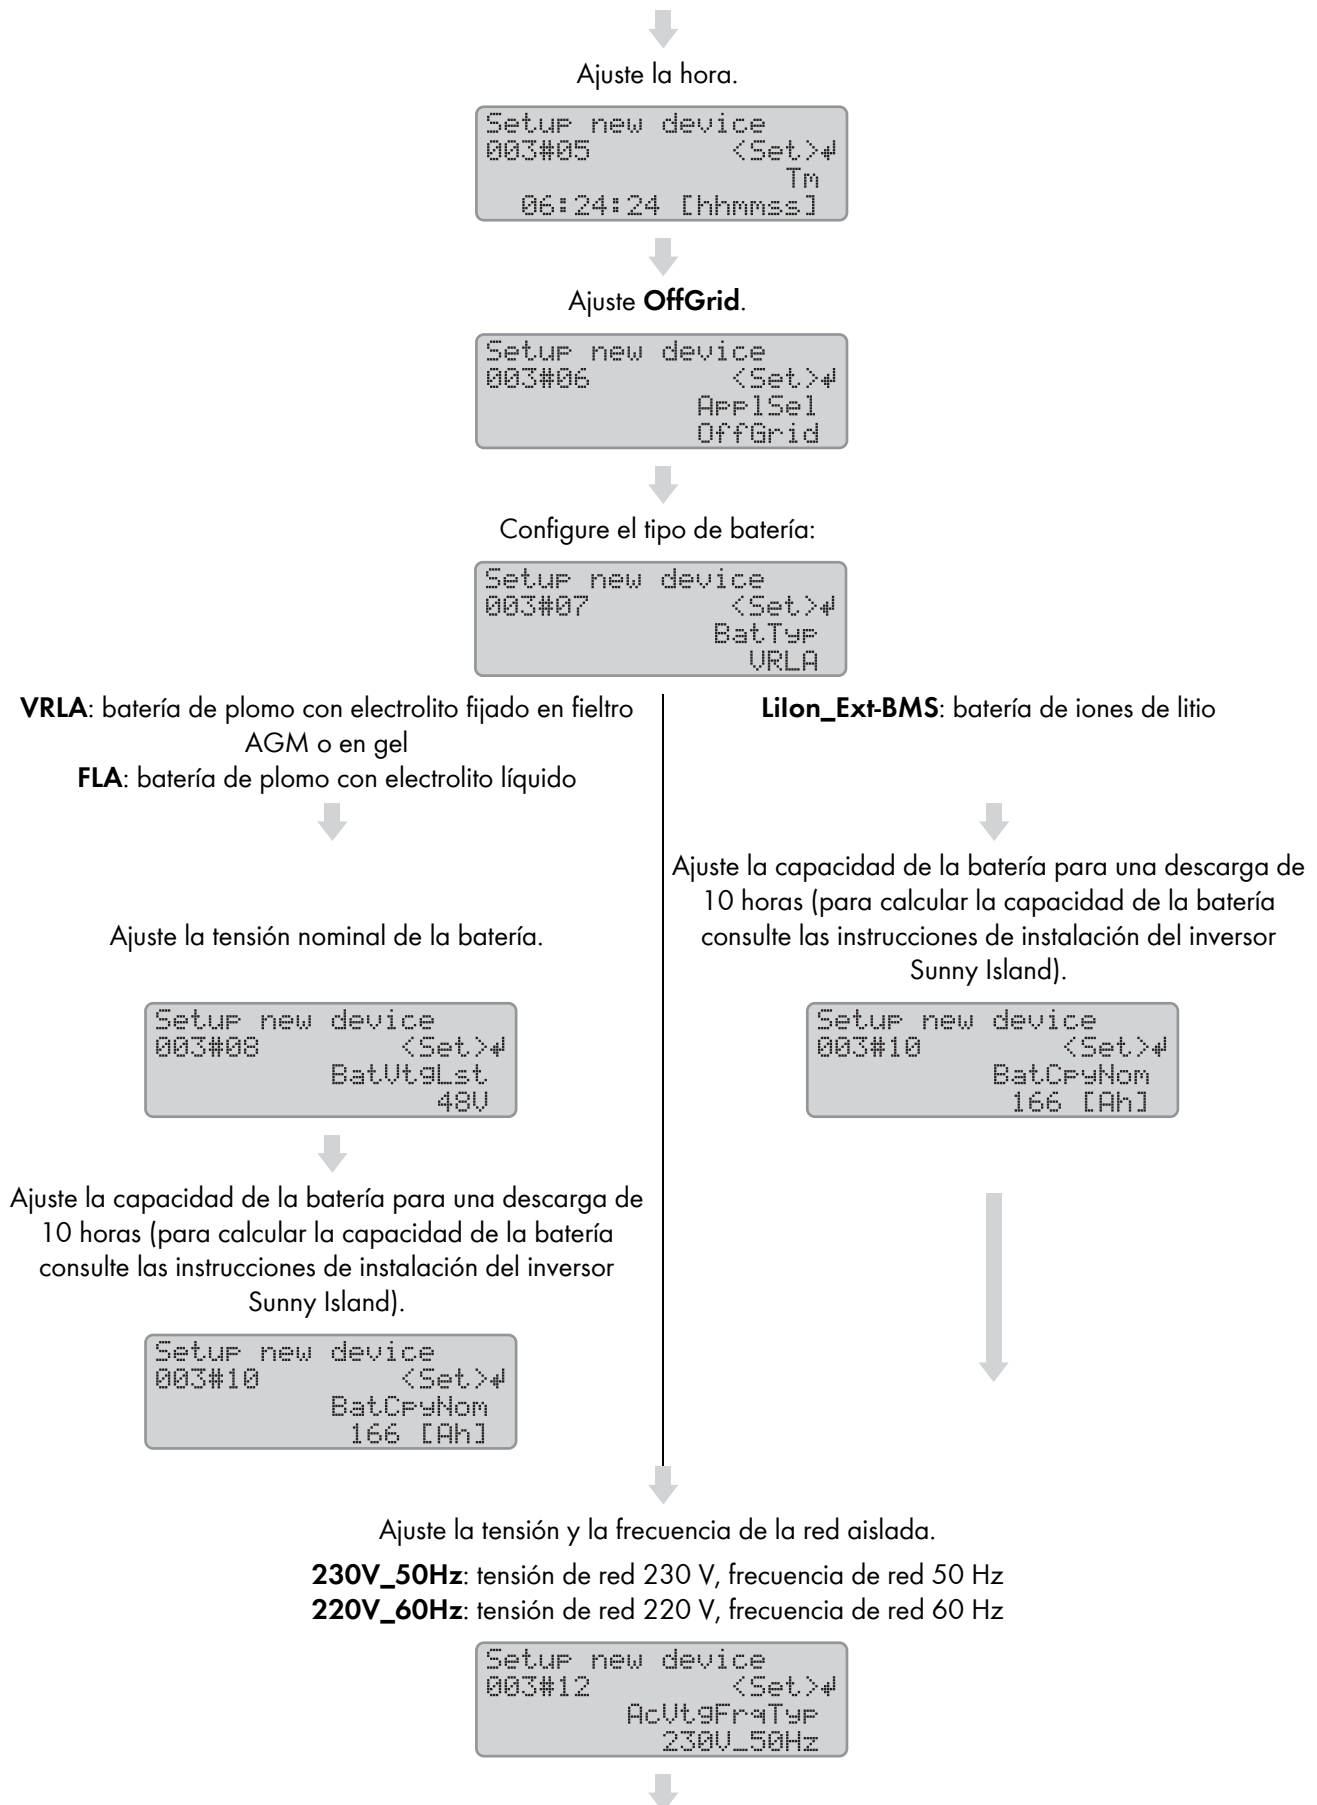 Ajuste la hora.
Setup new device
003#05 <Set>↲
Tm
06:24:24 [hhmmss]
Ajuste OffGrid.
Setup new device
003#06 <Set>↲
ApplSel
OffGrid
Configure el tipo de batería:
Setup new device
003#07 <Set>↲
BatTyp
VRLA
VRLA: batería de plomo con electrolito fijado en fieltro
AGM o en gel
FLA: batería de plomo con electrolito líquido
Ajuste la tensión nominal de la batería.
Setup new device
003#08 <Set>↲
BatVtgLst
48V
Ajuste la capacidad de la batería para una descarga de
10 horas (para calcular la capacidad de la batería
consulte las instrucciones de instalación del inversor
Sunny Island).
Setup new device
003#10 <Set>↲
BatCpyNom
166 [Ah]
LiIon_Ext-BMS: batería de iones de litio
Ajuste la capacidad de la batería para una descarga de
10 horas (para calcular la capacidad de la batería
consulte las instrucciones de instalación del inversor
Sunny Island).
Setup new device
003#10 <Set>↲
BatCpyNom
166 [Ah]
Ajuste la tensión y la frecuencia de la red aislada.
230V_50Hz: tensión de red 230 V, frecuencia de red 50 Hz
220V_60Hz: tensión de red 220 V, frecuencia de red 60 Hz
Setup new device
003#12 <Set>↲
AcVtgFrqTyp
230V_50Hz